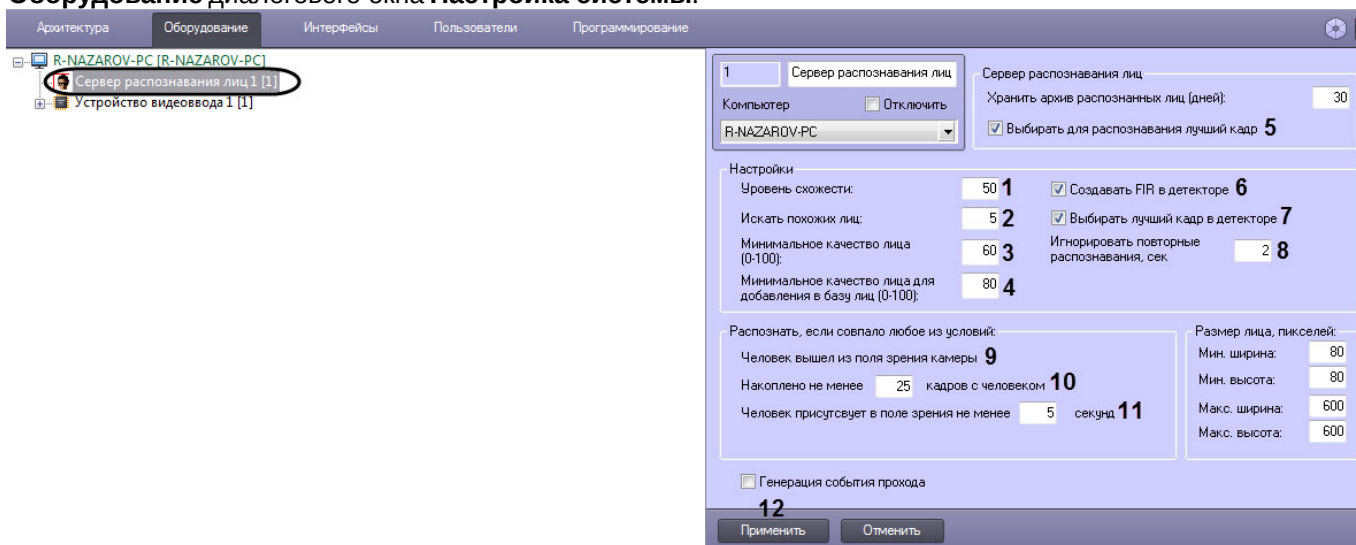 Оборудование диалогового окна Настройка системы.
Архитектура Оборудование Интерфейсы Пользователи Программирование
R-NAZAROV-PC [R-NAZAROV-PC]
Сервер распознавания лиц 1 [1]
Устройство видеоввода 1 [1]
1 Сервер распознавания лиц
Компьютер Отключить
R-NAZAROV-PC
Сервер распознавания лиц
Хранить архив распознанных лиц (дней): 30
Выбирать для распознавания лучший кадр 5
Настройки
Уровень схожести: 50 1
Создавать FIR в детекторе 6
Искать похожих лиц: 5 2
Выбирать лучший кадр в детекторе 7
Минимальное качество лица
(0-100): 60 3
Игнорировать повторные
распознавания, сек 2 8
Минимальное качество лица для
добавления в базу лиц (0-100): 80 4
Распознать, если совпало любое из условий:
Человек вышел из поля зрения камеры 9
Накоплено не менее 25 кадров с человеком 10
Человек присутсвует в поле зрения не менее 5 секунд 11
Размер лица, пикселей:
Мин. ширина: 80
Мин. высота: 80
Макс. ширина: 600
Макс. высота: 600
Генерация события прохода
12
Применить Отменить